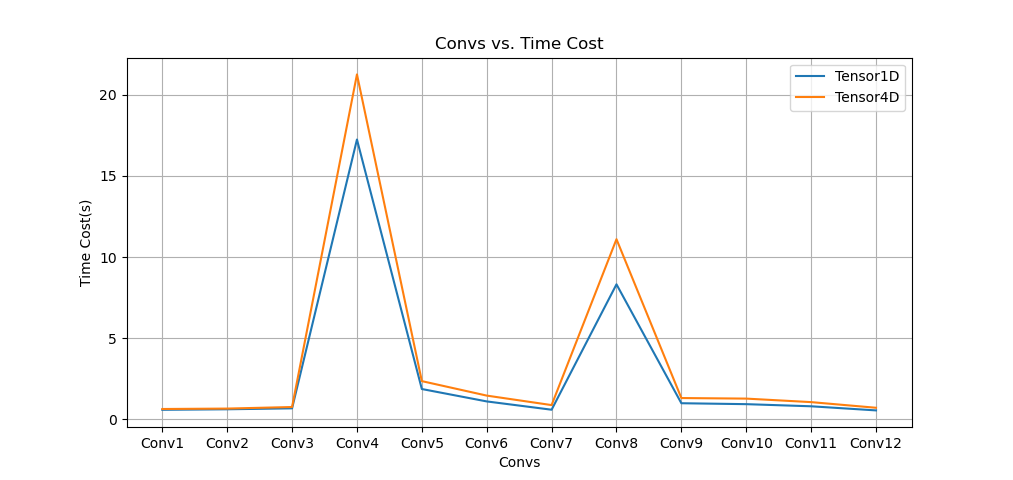 Convs vs. Time Cost
Tensor1D
Tensor4D
Time Cost(s)
20
15
10
5
0
Conv1 Conv2 Conv3 Conv4 Conv5 Conv6 Conv7 Conv8 Conv9 Conv10 Conv11 Conv12
Convs